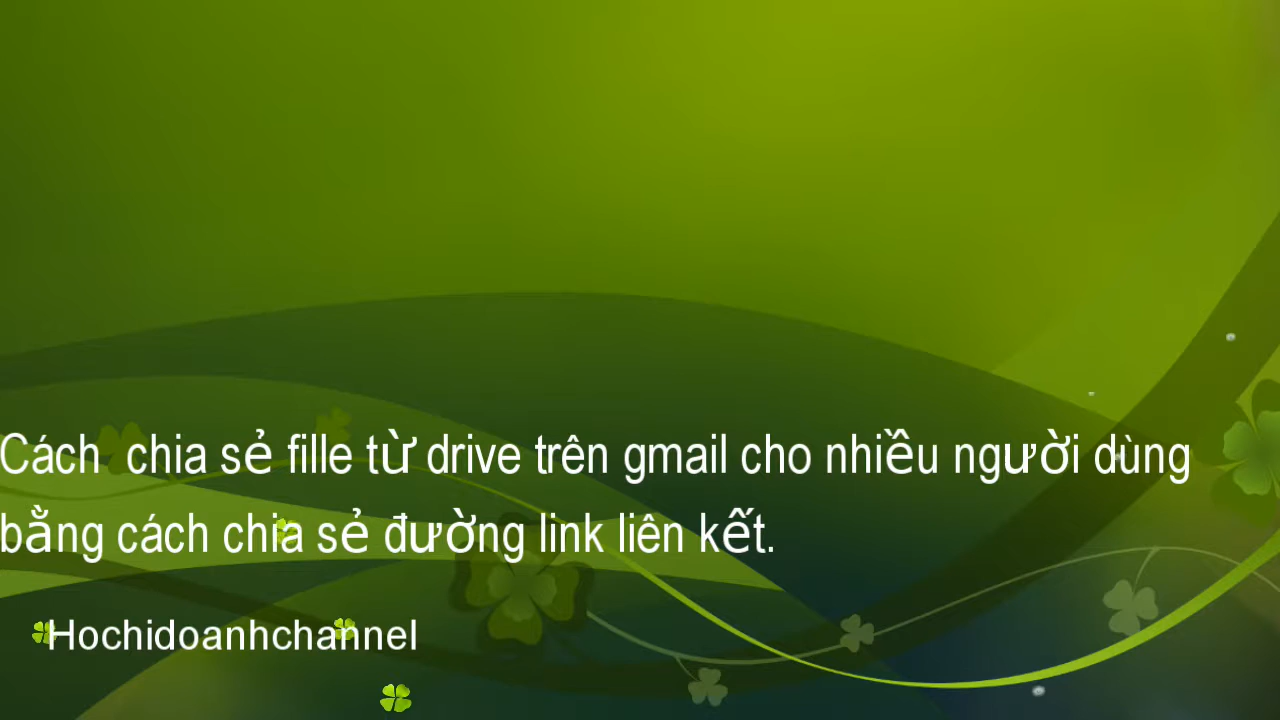 Cách  chia sẻ fille từ drive trên gmail cho nhiều người dùng
bằng cách chia sẻ đường link liên kết.
Hochidoanhchannel